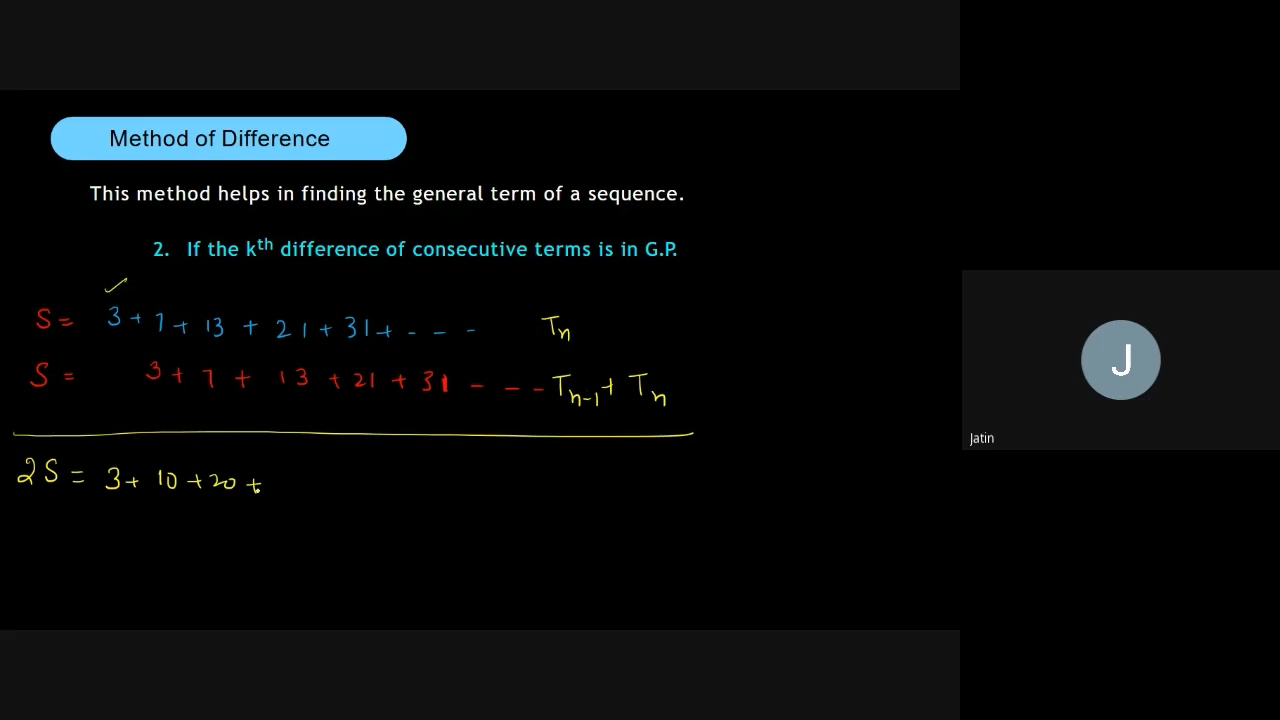 Method of Difference
This method helps in finding the general term of a sequence.
2. If the kth difference of consecutive terms is in G.P.
S = 3 + 7 + 13 + 21 + 31 + - - - Tn
S = 3 + 7 + 13 + 21 + 31 - - - Tn-1 + Tn
2S = 3 + 10 + 20 +
J
Jatin